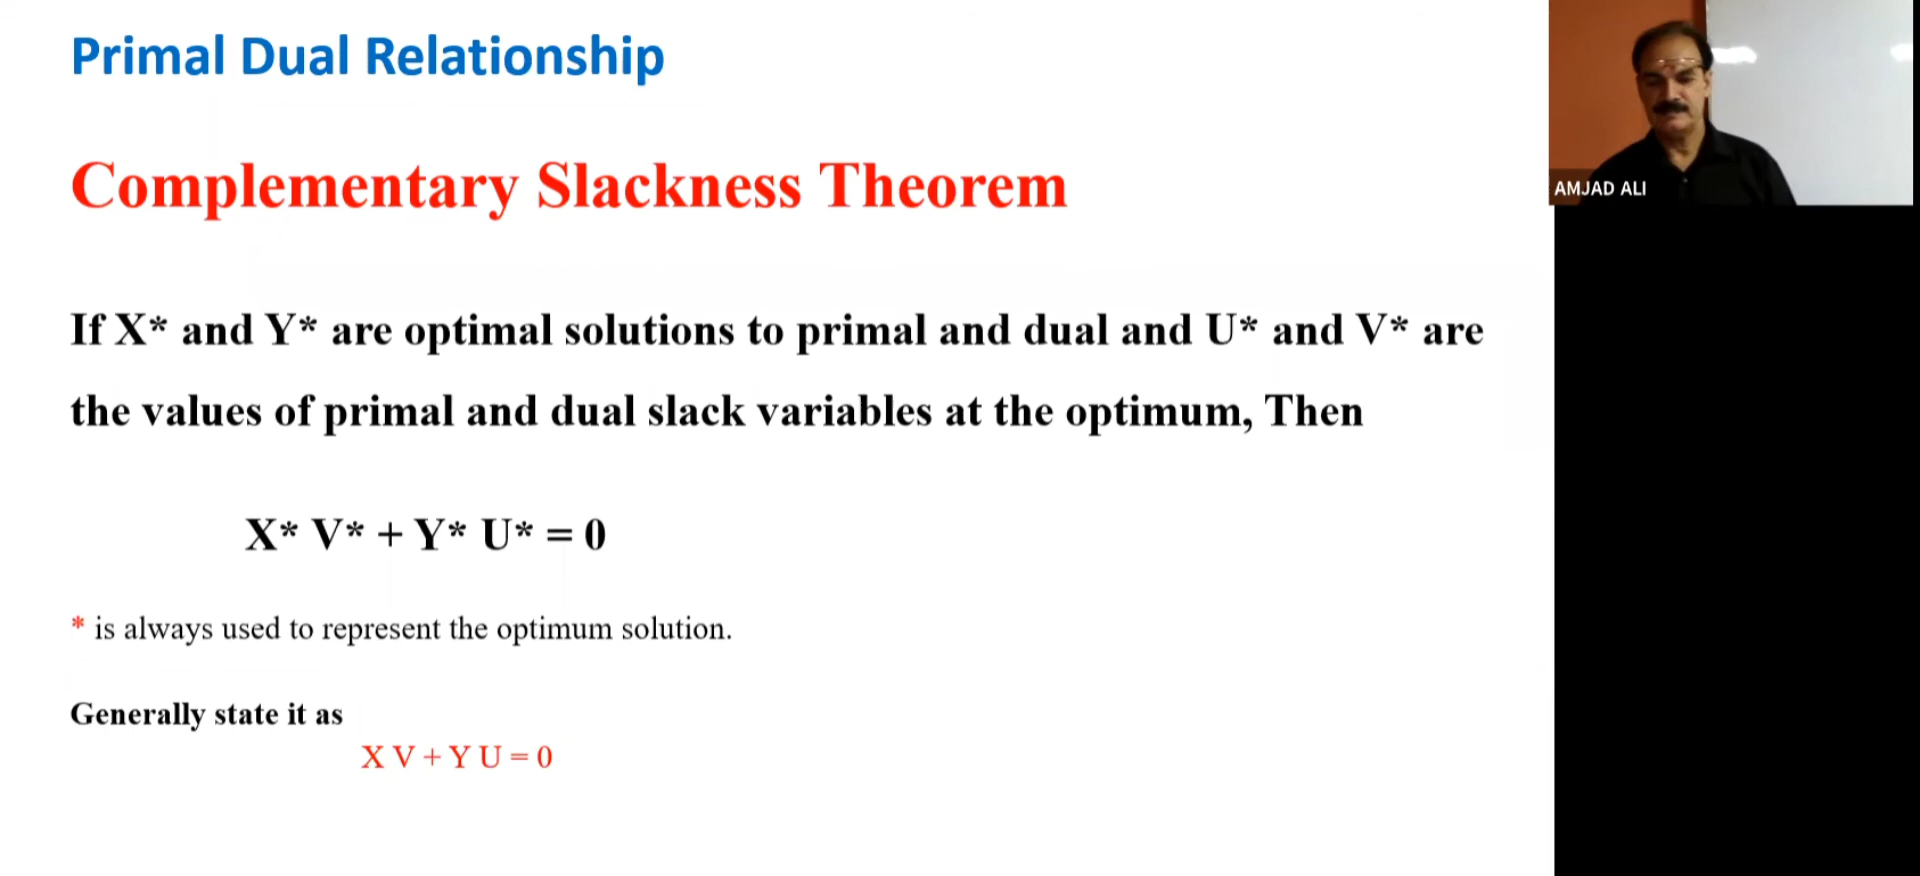 Primal Dual Relationship
Complementary Slackness Theorem
If X* and Y* are optimal solutions to primal and dual and U* and V* are
the values of primal and dual slack variables at the optimum, Then
X* V* + Y* U* = 0
* is always used to represent the optimum solution.
Generally state it as
X V + Y U = 0
AMJAD ALI